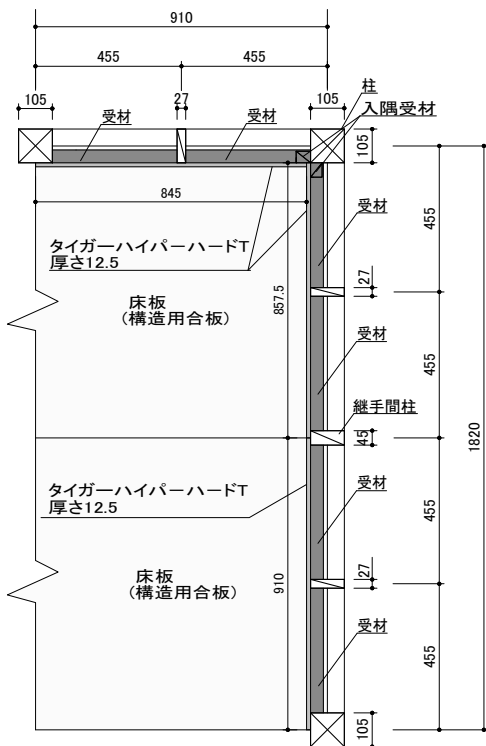 910
455
455
105
27
105
柱
受材
受材
入隅受材
105
845
受材
455
タイガーハイパーハードT
厚さ12.5
27
床板
(構造用合板)
857.5
受材
455
継手間柱
45
1820
タイガーハイパーハードT
厚さ12.5
受材
455
床板
(構造用合板)
910
27
受材
455
105